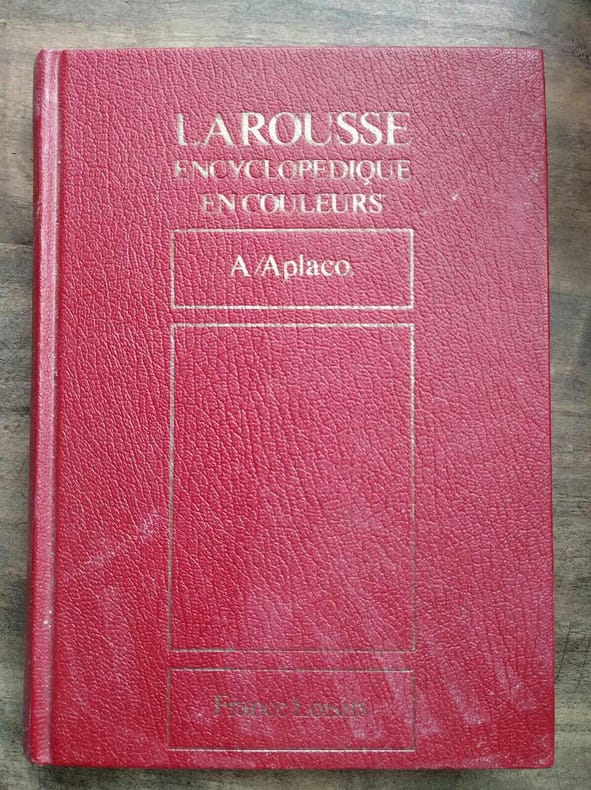 LAROUSSE
ENCYCLOPEDIQUE
EN COULEURS
A/Aplaco.
France Loisirs